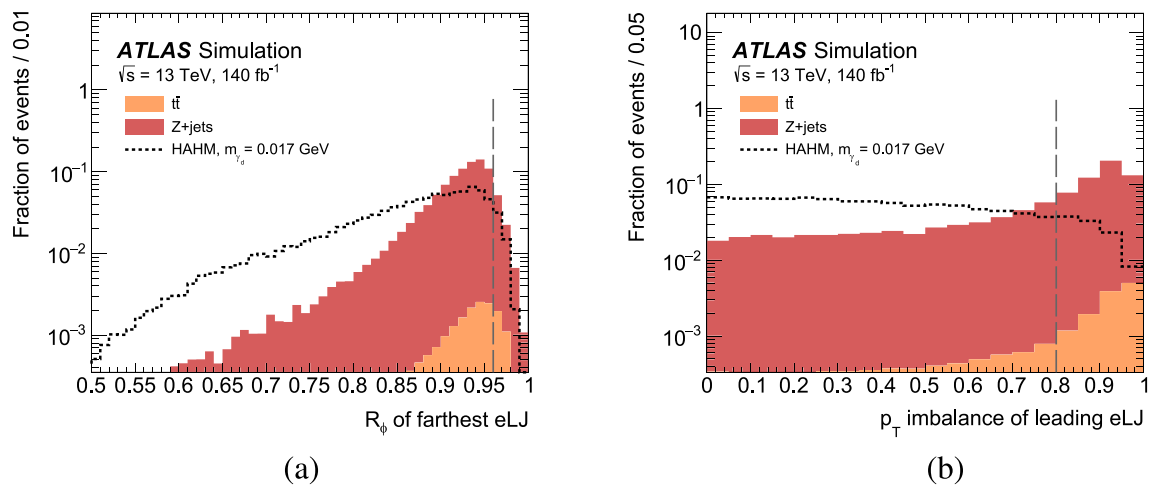 Fraction of events / 0.01
ATLAS Simulation
√s = 13 TeV, 140 fb⁻¹
tt̄
Z+jets
HAHM, m_γd = 0.017 GeV
1
10⁻¹
10⁻²
10⁻³
0.5 0.55 0.6 0.65 0.7 0.75 0.8 0.85 0.9 0.95 1
R_ϕ of farthest eLJ
(a)
Fraction of events / 0.05
ATLAS Simulation
√s = 13 TeV, 140 fb⁻¹
tt̄
Z+jets
HAHM, m_γd = 0.017 GeV
10
1
10⁻¹
10⁻²
10⁻³
0 0.1 0.2 0.3 0.4 0.5 0.6 0.7 0.8 0.9 1
p_T imbalance of leading eLJ
(b)